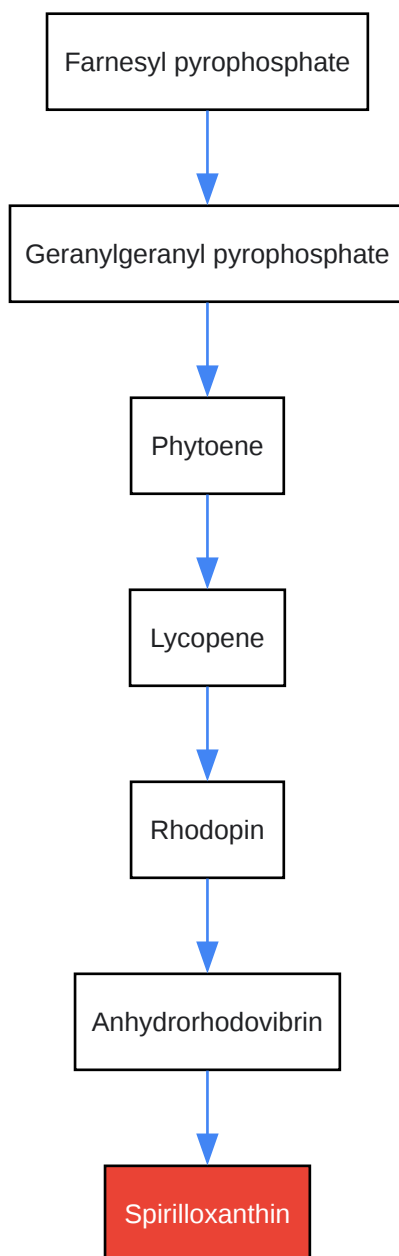 Farnesyl pyrophosphate
Geranylgeranyl pyrophosphate
Phytoene
Lycopene
Rhodopin
Anhydrorhodovibrin
Spirilloxanthin